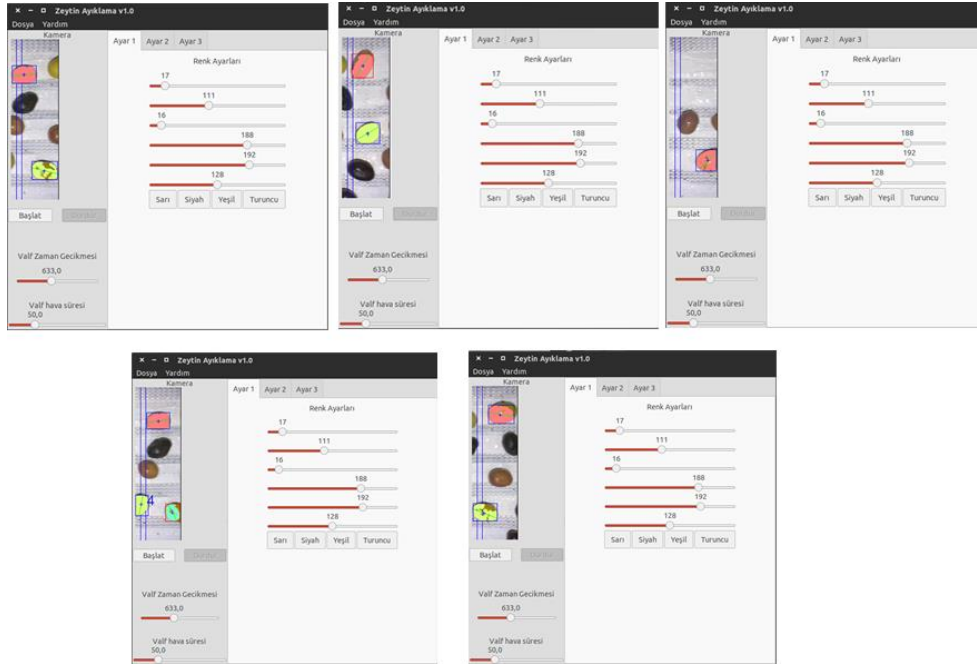 Zeytin Ayıklama v1.0
Dosya Yardım
Kamera
Ayar 1 Ayar 2 Ayar 3
Renk Ayarları
17
111
16
188
192
128
Sarı Siyah Yeşil Turuncu
Başlat Durdur
Valf Zaman Gecikmesi
633,0
Valf hava süresi
50,0
Zeytin Ayıklama v1.0
Dosya Yardım
Kamera
Ayar 1 Ayar 2 Ayar 3
Renk Ayarları
17
111
16
188
192
128
Sarı Siyah Yeşil Turuncu
Başlat
Valf Zaman Gecikmesi
633,0
Valf hava süresi
50,0
Zeytin Ayıklama v1.0
Dosya Yardım
Kamera
Ayar 1 Ayar 2 Ayar 3
Renk Ayarları
17
111
16
188
192
128
Sarı Siyah Yeşil Turuncu
Başlat
Valf Zaman Gecikmesi
633,0
Valf hava süresi
50,0
Zeytin Ayıklama v1.0
Dosya Yardım
Kamera
Ayar 1 Ayar 2 Ayar 3
Renk Ayarları
17
111
16
188
192
128
4
Sarı Siyah Yeşil Turuncu
Başlat
Valf Zaman Gecikmesi
633,0
Valf hava süresi
50,0
Zeytin Ayıklama v1.0
Dosya Yardım
Kamera
Ayar 1 Ayar 2 Ayar 3
Renk Ayarları
17
111
16
188
192
128
Sarı Siyah Yeşil Turuncu
Başlat
Valf Zaman Gecikmesi
633,0
Valf hava süresi
50,0